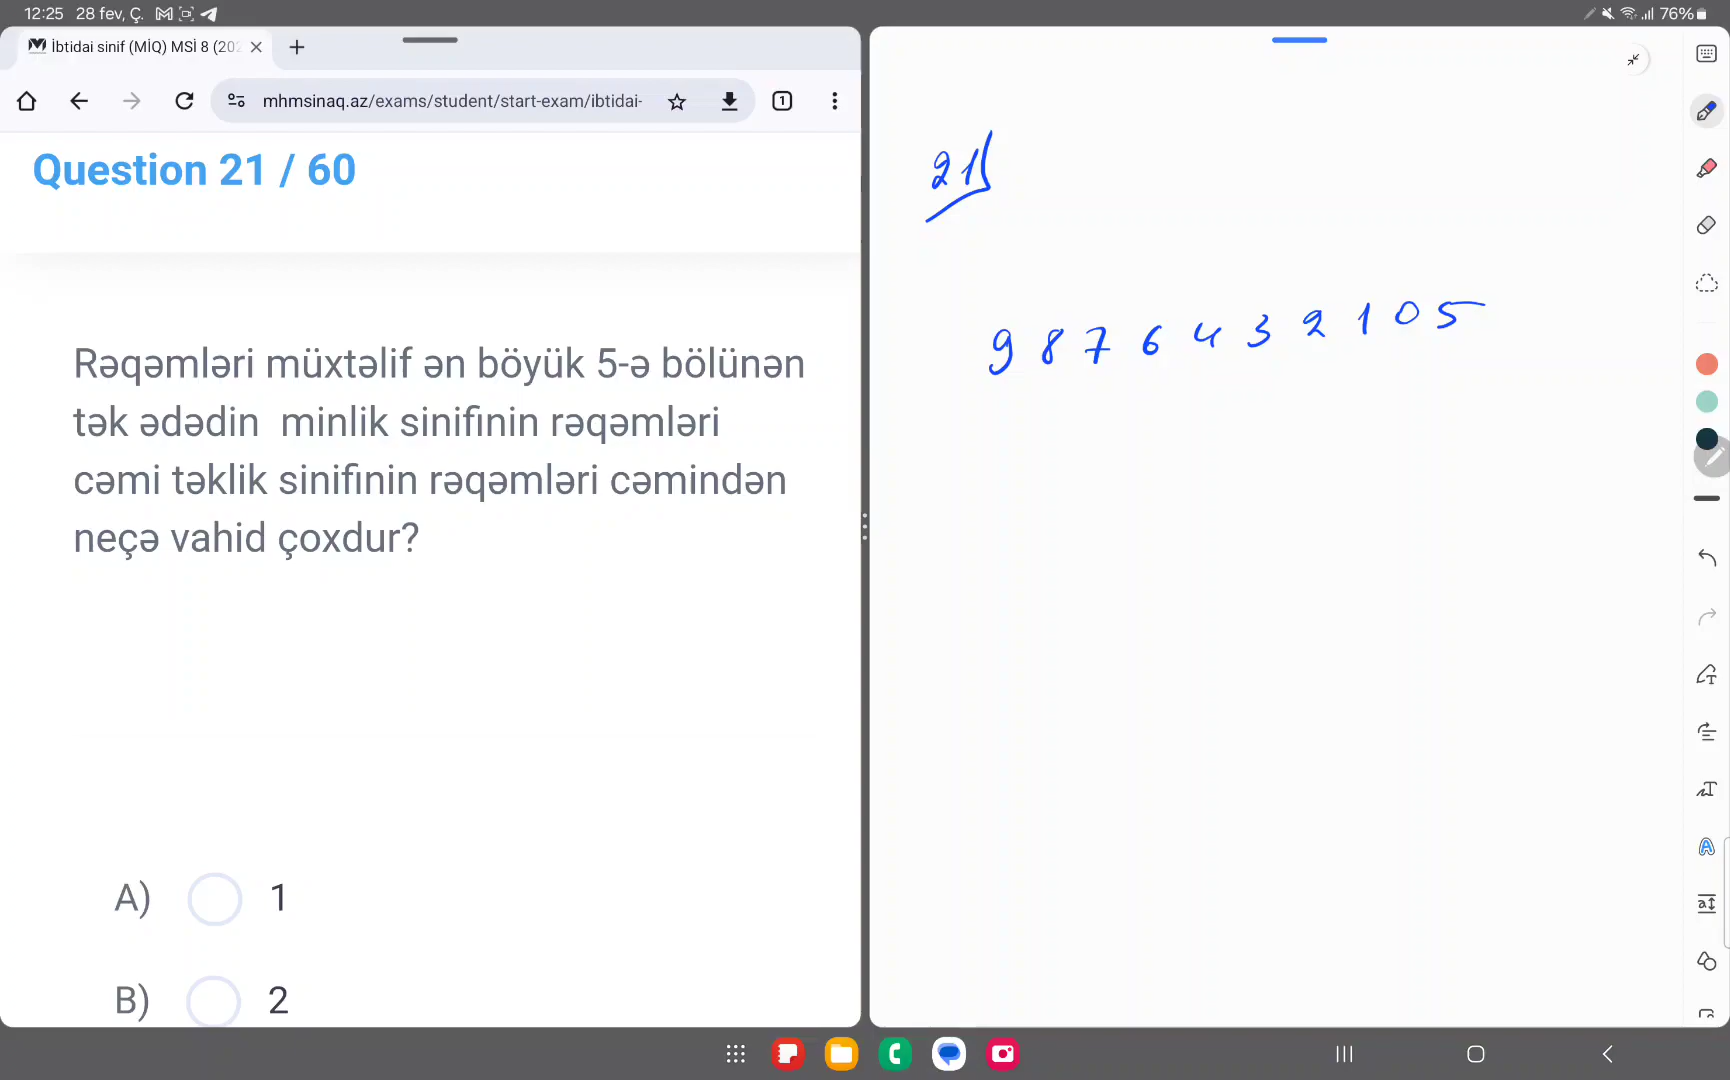 12:25 28 fev, Ç.
76%
İbtidai sinif (MİQ) MSİ 8 (202
mhmsinaq.az/exams/student/start-exam/ibtidai-
1
Question 21 / 60
Rəqəmləri müxtəlif ən böyük 5-ə bölünən
tək ədədin minlik sinifinin rəqəmləri
cəmi təklik sinifinin rəqəmləri cəmindən
neçə vahid çoxdur?
A) 1
B) 2
21
9 8 7 6 4 3 2 1 0 5